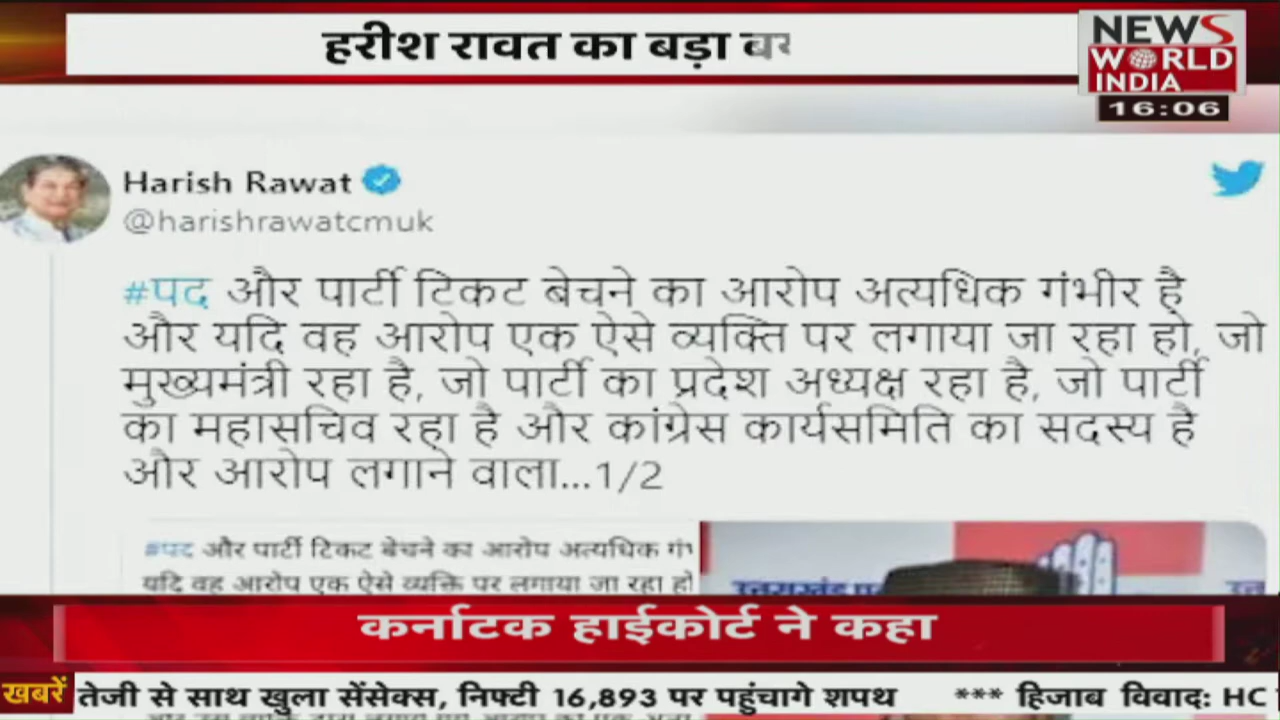 हरीश रावत का बड़ा
NEWS
WORLD
INDIA
16:06
Harish Rawat
@harishrawatcmuk
#पद और पार्टी टिकट बेचने का आरोप अत्यधिक गंभीर है
और यदि वह आरोप एक ऐसे व्यक्ति पर लगाया जा रहा हो, जो
मुख्यमंत्री रहा है, जो पार्टी का प्रदेश अध्यक्ष रहा है, जो पार्टी
का महासचिव रहा है और कांग्रेस कार्यसमिति का सदस्य है
और आरोप लगाने वाला...1/2
#पद और पार्टी टिकट बेचने का आरोप अत्यधिक
यदि वह आरोप एक ऐसे व्यक्ति पर लगाया जा रहा हो
कर्नाटक हाईकोर्ट ने कहा
खबरें तेजी से साथ खुला सेंसेक्स, निफ्टी 16,893 पर पहुंचागे शपथ *** हिजाब विवाद: HC